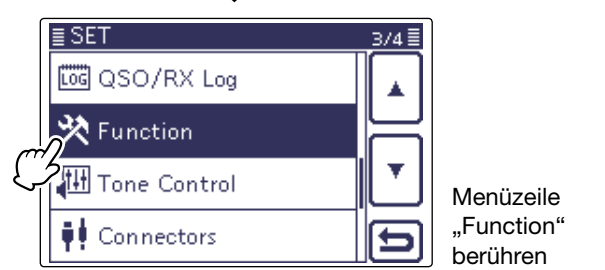 SET 3/4
LOG QSO/RX Log
Function
Tone Control
Connectors
Menüzeile
„Function“
berühren